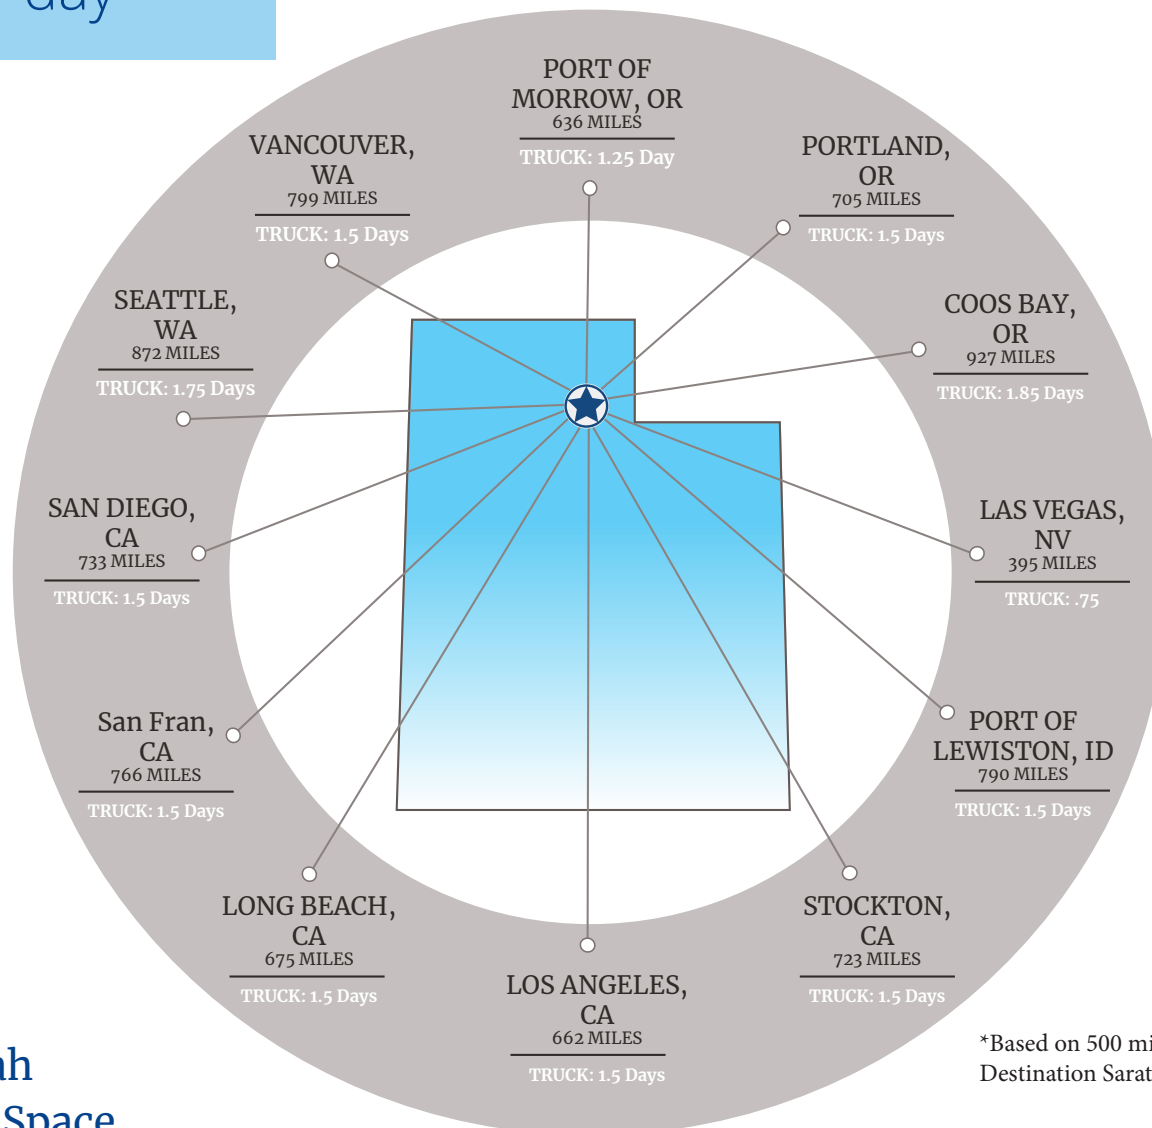 day
PORT OF
MORROW, OR
636 MILES
TRUCK: 1.25 Day
VANCOUVER,
WA
799 MILES
TRUCK: 1.5 Days
PORTLAND,
OR
705 MILES
TRUCK: 1.5 Days
SEATTLE,
WA
872 MILES
TRUCK: 1.75 Days
COOS BAY,
OR
927 MILES
TRUCK: 1.85 Days
SAN DIEGO,
CA
733 MILES
TRUCK: 1.5 Days
LAS VEGAS,
NV
395 MILES
TRUCK: .75
San Fran,
CA
766 MILES
TRUCK: 1.5 Days
PORT OF
LEWISTON, ID
790 MILES
TRUCK: 1.5 Days
LONG BEACH,
CA
675 MILES
TRUCK: 1.5 Days
LOS ANGELES,
CA
662 MILES
TRUCK: 1.5 Days
STOCKTON,
CA
723 MILES
TRUCK: 1.5 Days
*Based on 500 mi
Destination Sarat
ah
Space